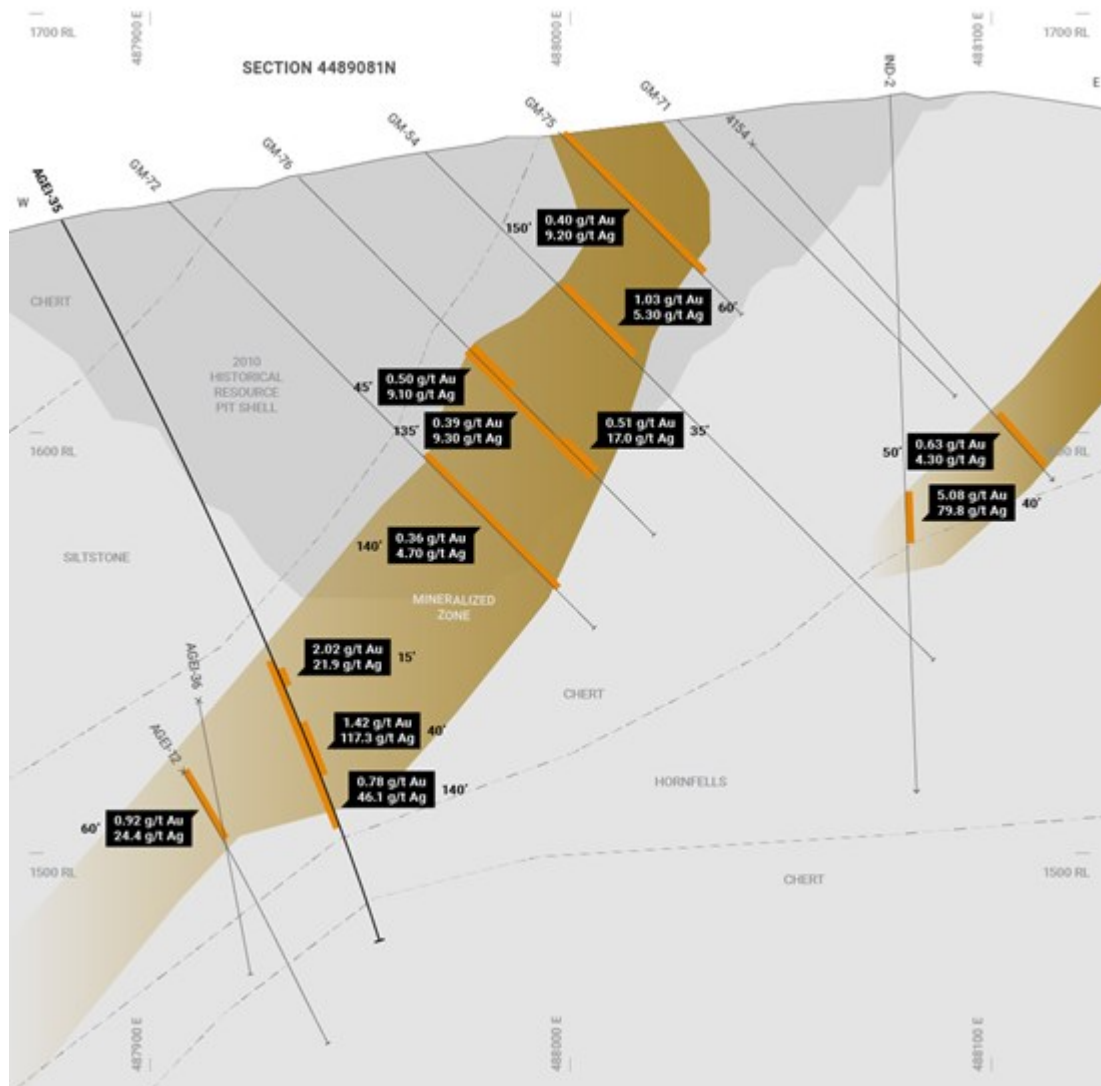 1700 RL
487900 E
488000 E
488100 E
1700 RL
SECTION 4489081N
IND-2
E
GM-75
GM-71
4154
GM-54
GM-76
GM-72
AGEI-35
W
150'
0.40 g/t Au
9.20 g/t Ag
CHERT
1.03 g/t Au
5.30 g/t Ag
60'
2010
HISTORICAL
RESOURCE
PIT SHELL
45'
0.50 g/t Au
9.10 g/t Ag
135'
0.39 g/t Au
9.30 g/t Ag
0.51 g/t Au
17.0 g/t Ag
35'
1600 RL
50'
0.63 g/t Au
4.30 g/t Ag
5.08 g/t Au
79.8 g/t Ag
40'
SILTSTONE
140'
0.36 g/t Au
4.70 g/t Ag
MINERALIZED
ZONE
AGEI-36
2.02 g/t Au
21.9 g/t Ag
15'
CHERT
AGEI-12
1.42 g/t Au
117.3 g/t Ag
40'
0.78 g/t Au
46.1 g/t Ag
140'
HORNFELLS
60'
0.92 g/t Au
24.4 g/t Ag
1500 RL
CHERT
1500 RL
487900 E
488000 E
488100 E